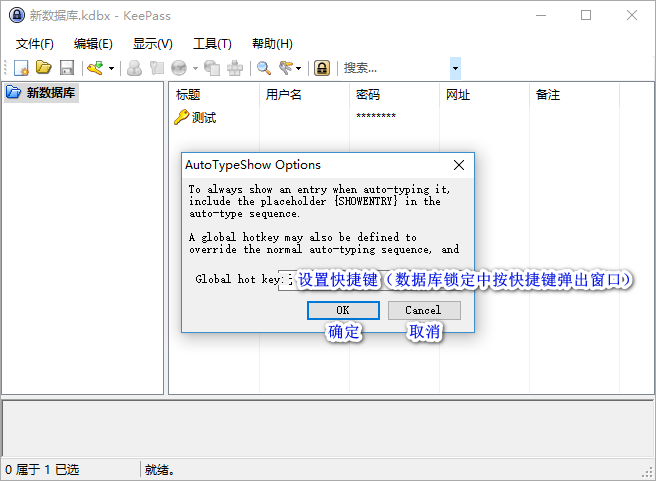 新数据库.kdbx - KeePass
文件(F) 编辑(E) 显示(V) 工具(T) 帮助(H)
搜索...
新数据库
标题 用户名 密码 网址 备注
测试 ********
AutoTypeShow Options
To always show an entry when auto-typing it,
include the placeholder {SHOWENTRY} in the
auto-type sequence.
A global hotkey may also be defined to
override the normal auto-typing sequence, and
Global hot key: 设置快捷键（数据库锁定中按快捷键弹出窗口）
OK Cancel
确定 取消
0 属于 1 已选 就绪。